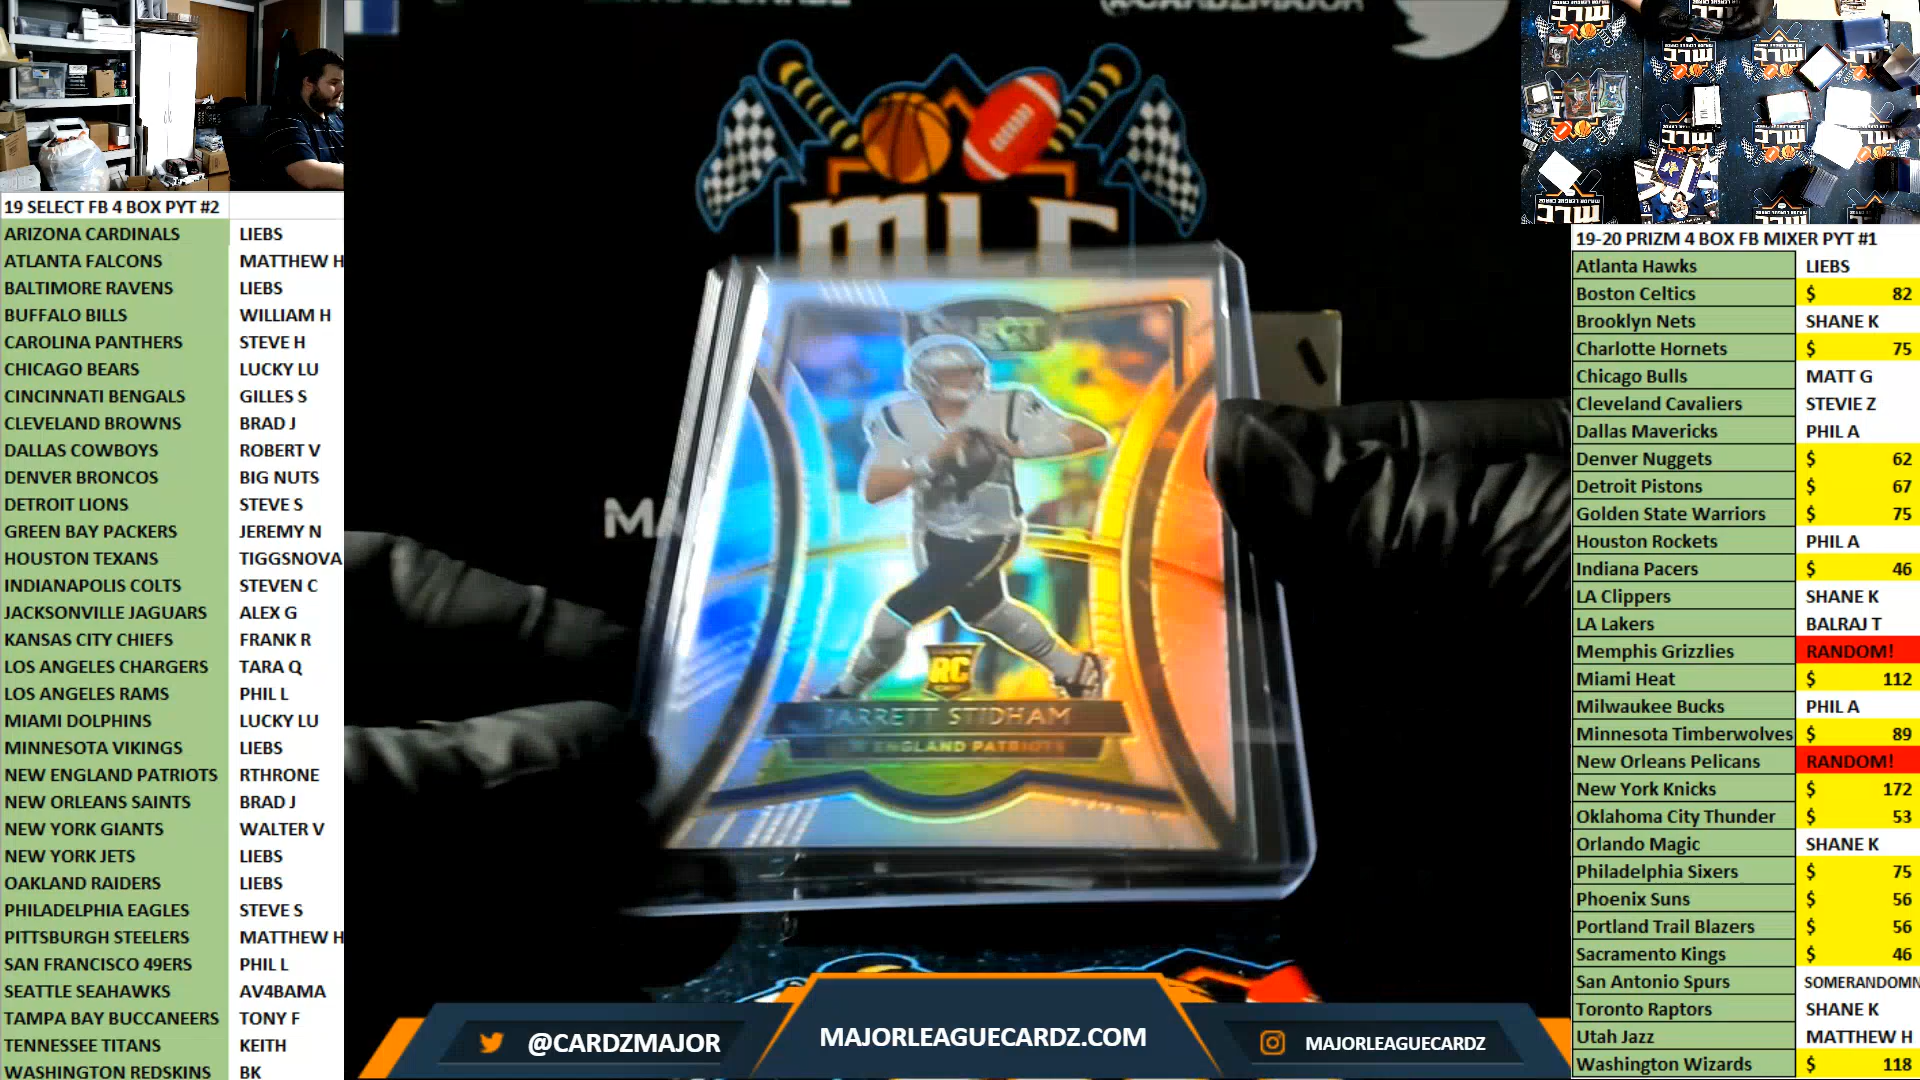 19 SELECT FB 4 BOX PYT #2
ARIZONA CARDINALS LIEBS
ATLANTA FALCONS MATTHEW H
BALTIMORE RAVENS LIEBS
BUFFALO BILLS WILLIAM H
CAROLINA PANTHERS STEVE H
CHICAGO BEARS LUCKY LU
CINCINNATI BENGALS GILLES S
CLEVELAND BROWNS BRAD J
DALLAS COWBOYS ROBERT V
DENVER BRONCOS BIG NUTS
DETROIT LIONS STEVE S
GREEN BAY PACKERS JEREMY N
HOUSTON TEXANS TIGGSNOVA
INDIANAPOLIS COLTS STEVEN C
JACKSONVILLE JAGUARS ALEX G
KANSAS CITY CHIEFS FRANK R
LOS ANGELES CHARGERS TARA Q
LOS ANGELES RAMS PHIL L
MIAMI DOLPHINS LUCKY LU
MINNESOTA VIKINGS LIEBS
NEW ENGLAND PATRIOTS RTHRONE
NEW ORLEANS SAINTS BRAD J
NEW YORK GIANTS WALTER V
NEW YORK JETS LIEBS
OAKLAND RAIDERS LIEBS
PHILADELPHIA EAGLES STEVE S
PITTSBURGH STEELERS MATTHEW H
SAN FRANCISCO 49ERS PHIL L
SEATTLE SEAHAWKS AV4BAMA
TAMPA BAY BUCCANEERS TONY F
TENNESSEE TITANS KEITH
WASHINGTON REDSKINS BK
@CARDZMAJOR
MLC
MA
RC
JARRETT STIDHAM
ENGLAND PATRIOTS
@CARDZMAJOR
MAJORLEAGUECARDZ.COM
MAJORLEAGUECARDZ
19-20 PRIZM 4 BOX FB MIXER PYT #1
Atlanta Hawks LIEBS
Boston Celtics $ 82
Brooklyn Nets SHANE K
Charlotte Hornets $ 75
Chicago Bulls MATT G
Cleveland Cavaliers STEVIE Z
Dallas Mavericks PHIL A
Denver Nuggets $ 62
Detroit Pistons $ 67
Golden State Warriors $ 75
Houston Rockets PHIL A
Indiana Pacers $ 46
LA Clippers SHANE K
LA Lakers BALRAJ T
Memphis Grizzlies RANDOM!
Miami Heat $ 112
Milwaukee Bucks PHIL A
Minnesota Timberwolves $ 89
New Orleans Pelicans RANDOM!
New York Knicks $ 172
Oklahoma City Thunder $ 53
Orlando Magic SHANE K
Philadelphia Sixers $ 75
Phoenix Suns $ 56
Portland Trail Blazers $ 56
Sacramento Kings $ 46
San Antonio Spurs SOMERANDOMN
Toronto Raptors SHANE K
Utah Jazz MATTHEW H
Washington Wizards $ 118